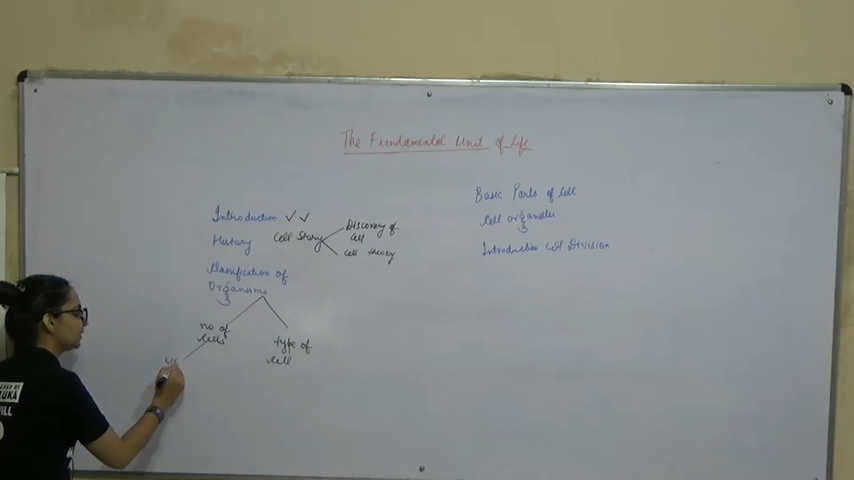 The Fundamental Unit of Life
Introduction ✓ ✓
History Cell Story
Discovery of
Cell
Cell theory
Classification of
Organisms
no of
Cells
type of
Cell
Basic Parts of Cell
Cell organelles
Introduction Cell Division
RUKA